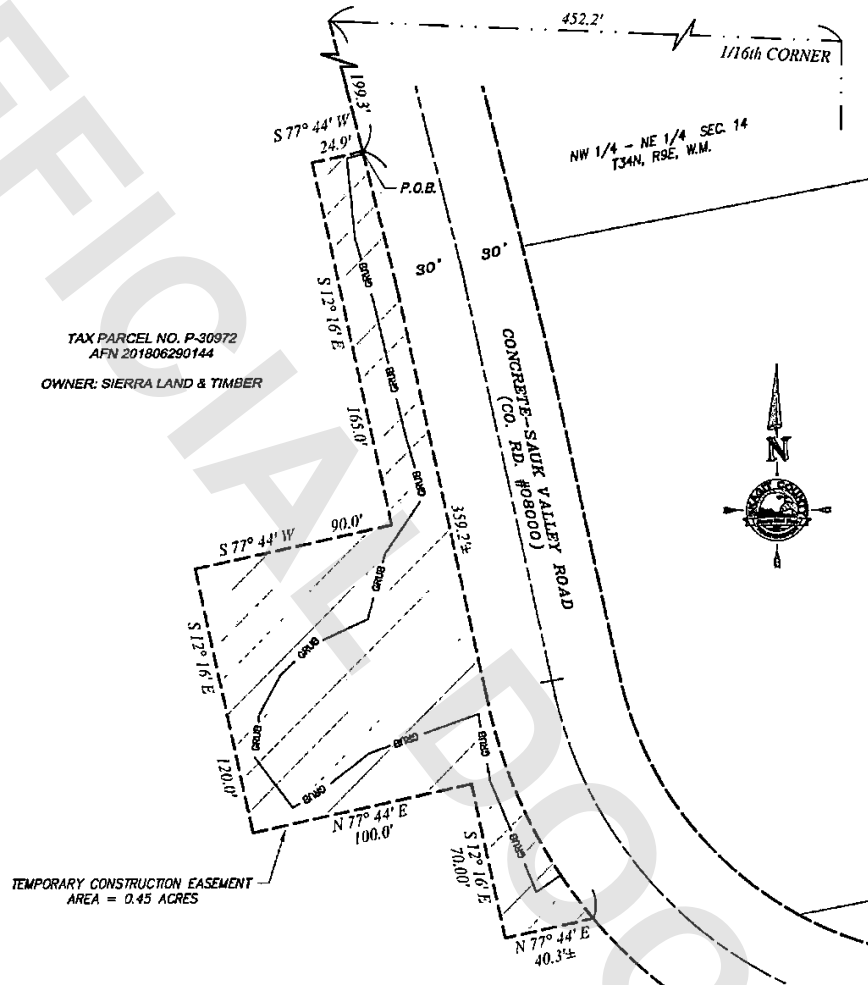 452.2'
1/16th CORNER
199.3'
S 77° 44' W
24.9'
P.O.B.
NW 1/4 - NE 1/4 SEC. 14
T34N, R9E, W.M.
30'
30'
GRUB
S 12° 16' E
165.0'
TAX PARCEL NO. P-30972
AFN 201806290144
OWNER: SIERRA LAND & TIMBER
GRUB
GRUB
CONCRETE-SAUK VALLEY ROAD
(CO. RD. #08000)
N
SKAGIT COUNTY
359.2'±
90.0'
S 77° 44' W
GRUB
GRUB
S 12° 16' E
120.0'
GRUB
GRUB
GRUB
GRUB
GRUB
N 77° 44' E
100.0'
S 12° 16' E
70.00'
TEMPORARY CONSTRUCTION EASEMENT
AREA = 0.45 ACRES
N 77° 44' E
40.3'±
FFICIAL DOC